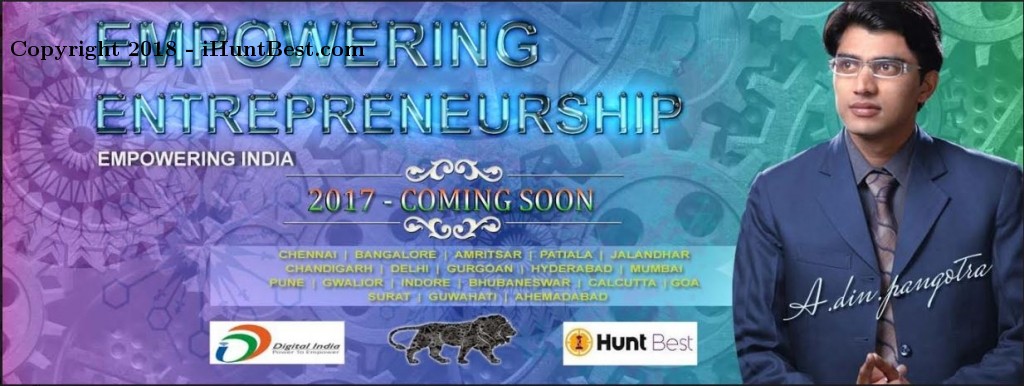 EMPOWERING
Copyright 2018 - iHuntBest.com
ENTREPRENEURSHIP
EMPOWERING INDIA
2017 - COMING SOON
CHENNAI | BANGALORE | AMRITSAR | PATIALA | JALANDHAR
CHANDIGARH | DELHI | GURGOAN | HYDERABAD | MUMBAI
PUNE | GWALIOR | INDORE | BHUBANESWAR | CALCUTTA | GOA
SURAT | GUWAHATI | AHEMADABAD
A.din.pangotra
Digital India
Power To Empower
Hunt Best